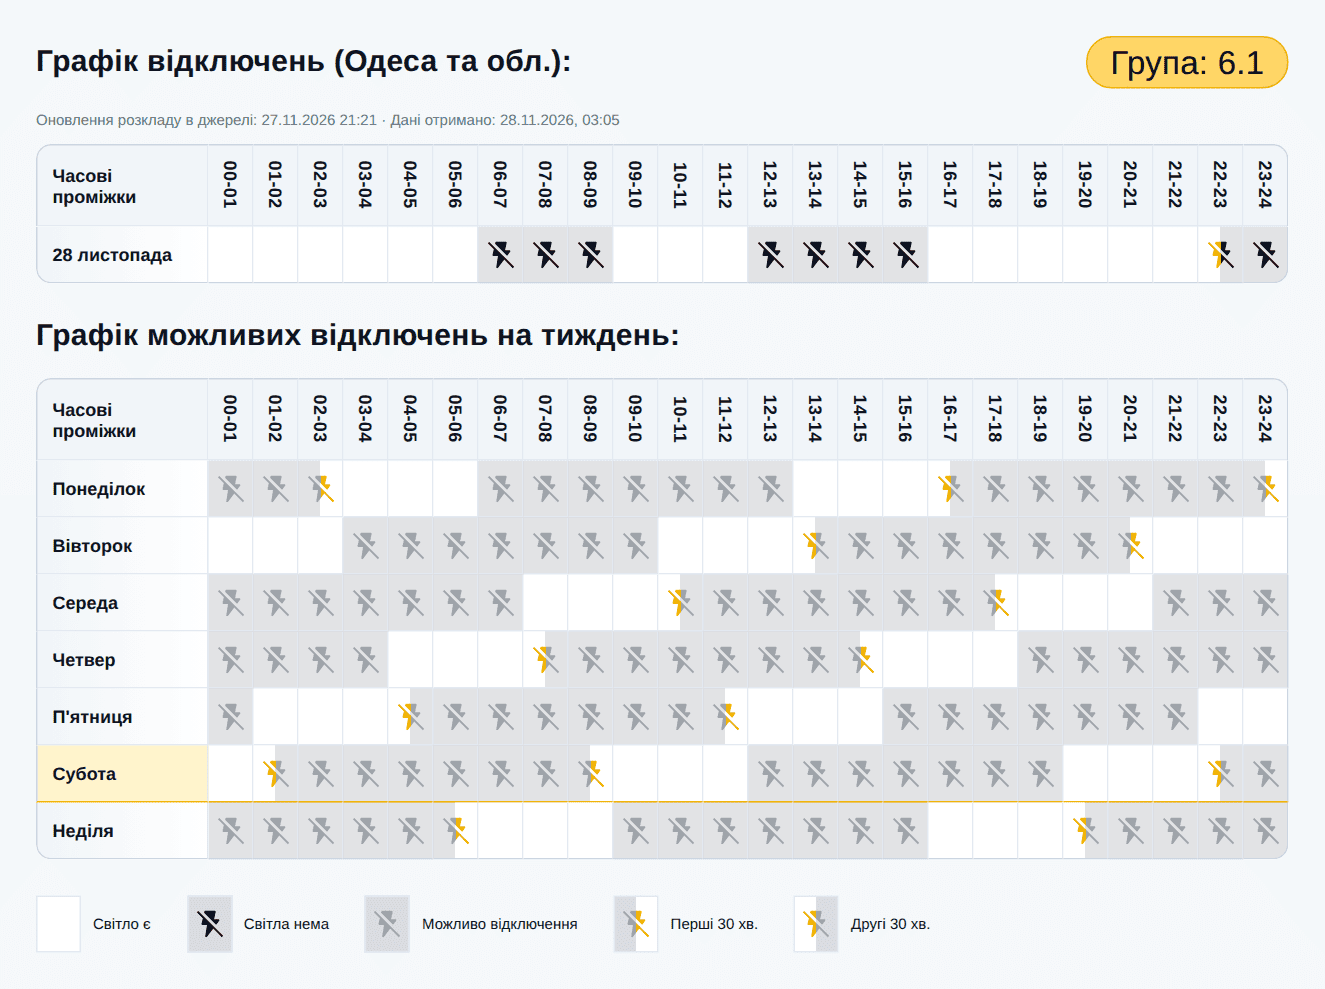 Графік відключень (Одеса та обл.):
Група: 6.1
Оновлення розкладу в джерелі: 27.11.2026 21:21 · Дані отримано: 28.11.2026, 03:05
Часові проміжки 00-01 01-02 02-03 03-04 04-05 05-06 06-07 07-08 08-09 09-10 10-11 11-12 12-13 13-14 14-15 15-16 16-17 17-18 18-19 19-20 20-21 21-22 22-23 23-24
28 листопада
Графік можливих відключень на тиждень:
Часові проміжки 00-01 01-02 02-03 03-04 04-05 05-06 06-07 07-08 08-09 09-10 10-11 11-12 12-13 13-14 14-15 15-16 16-17 17-18 18-19 19-20 20-21 21-22 22-23 23-24
Понеділок
Вівторок
Середа
Четвер
П'ятниця
Субота
Неділя
Світло є Світла нема Можливо відключення Перші 30 хв. Другі 30 хв.